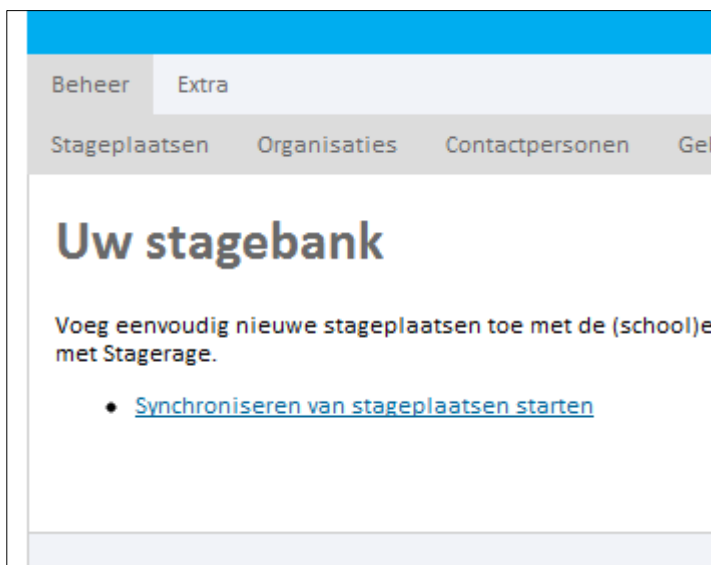 Beheer Extra
Stageplaatsen Organisaties Contactpersonen
Uw stagebank
Voeg eenvoudig nieuwe stageplaatsen toe met de (school)e
met Stagerage.
Synchroniseren van stageplaatsen starten